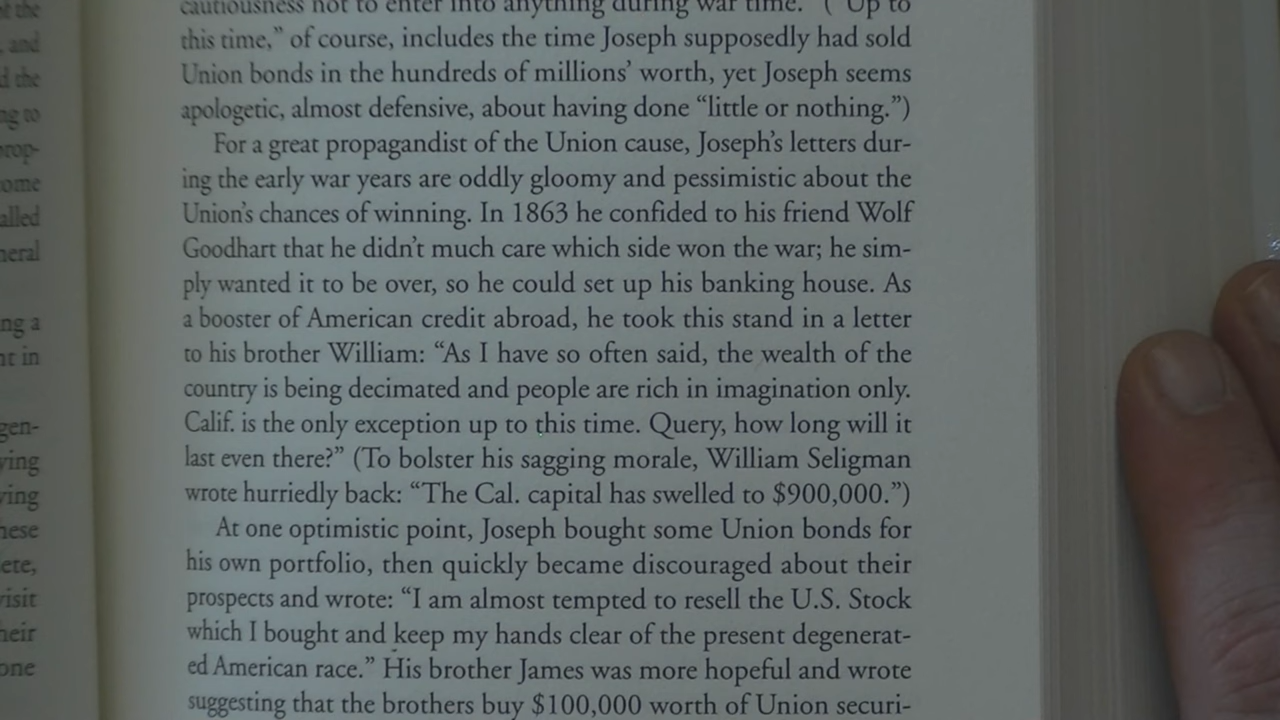 cautiousness not to enter into anything during war time." ("Up to
this time," of course, includes the time Joseph supposedly had sold
Union bonds in the hundreds of millions' worth, yet Joseph seems
apologetic, almost defensive, about having done "little or nothing.")
For a great propagandist of the Union cause, Joseph's letters dur-
ing the early war years are oddly gloomy and pessimistic about the
Union's chances of winning. In 1863 he confided to his friend Wolf
Goodhart that he didn't much care which side won the war; he sim-
ply wanted it to be over, so he could set up his banking house. As
a booster of American credit abroad, he took this stand in a letter
to his brother William: "As I have so often said, the wealth of the
country is being decimated and people are rich in imagination only.
Calif. is the only exception up to this time. Query, how long will it
last even there?" (To bolster his sagging morale, William Seligman
wrote hurriedly back: "The Cal. capital has swelled to $900,000.")
At one optimistic point, Joseph bought some Union bonds for
his own portfolio, then quickly became discouraged about their
prospects and wrote: "I am almost tempted to resell the U.S. Stock
which I bought and keep my hands clear of the present degenerat-
ed American race." His brother James was more hopeful and wrote
suggesting that the brothers buy $100,000 worth of Union securi-